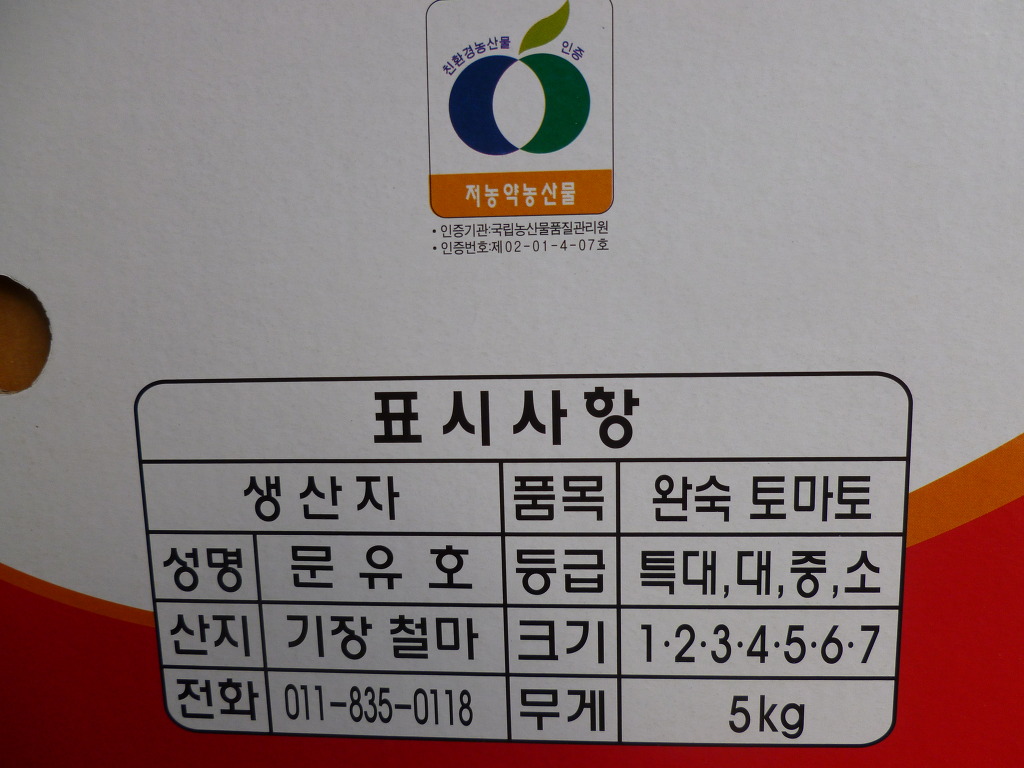 친환경농산물 인증
저농약농산물
•인증기관:국립농산물품질관리원
•인증번호:제02-01-4-07호
표시사항
생산자 품목 완숙 토마토
성명 문유호 등급 특대,대,중,소
산지 기장 철마 크기 1·2·3·4·5·6·7
전화 011-835-0118 무게 5kg